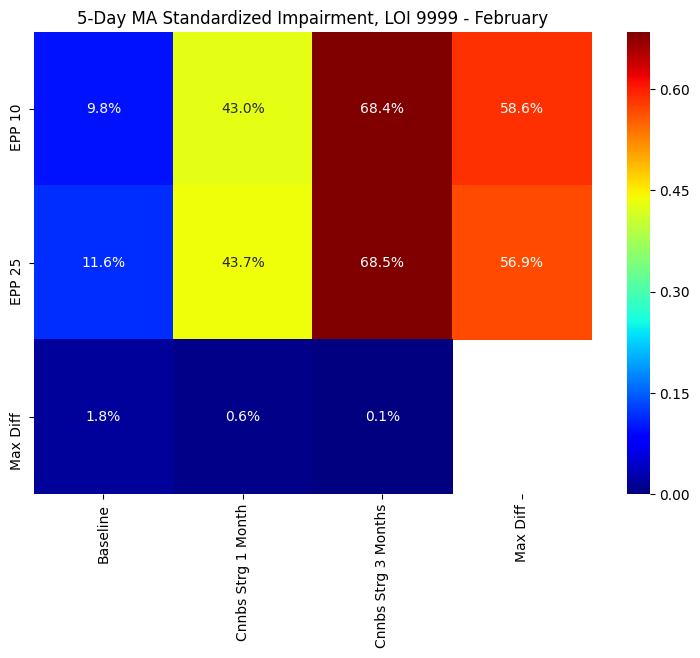 5-Day MA Standardized Impairment, LOI 9999 - February
EPP 10
9.8%
43.0%
68.4%
58.6%
EPP 25
11.6%
43.7%
68.5%
56.9%
Max Diff
1.8%
0.6%
0.1%
Baseline
Cnnbs Strg 1 Month
Cnnbs Strg 3 Months
Max Diff
0.60
0.45
0.30
0.15
0.00